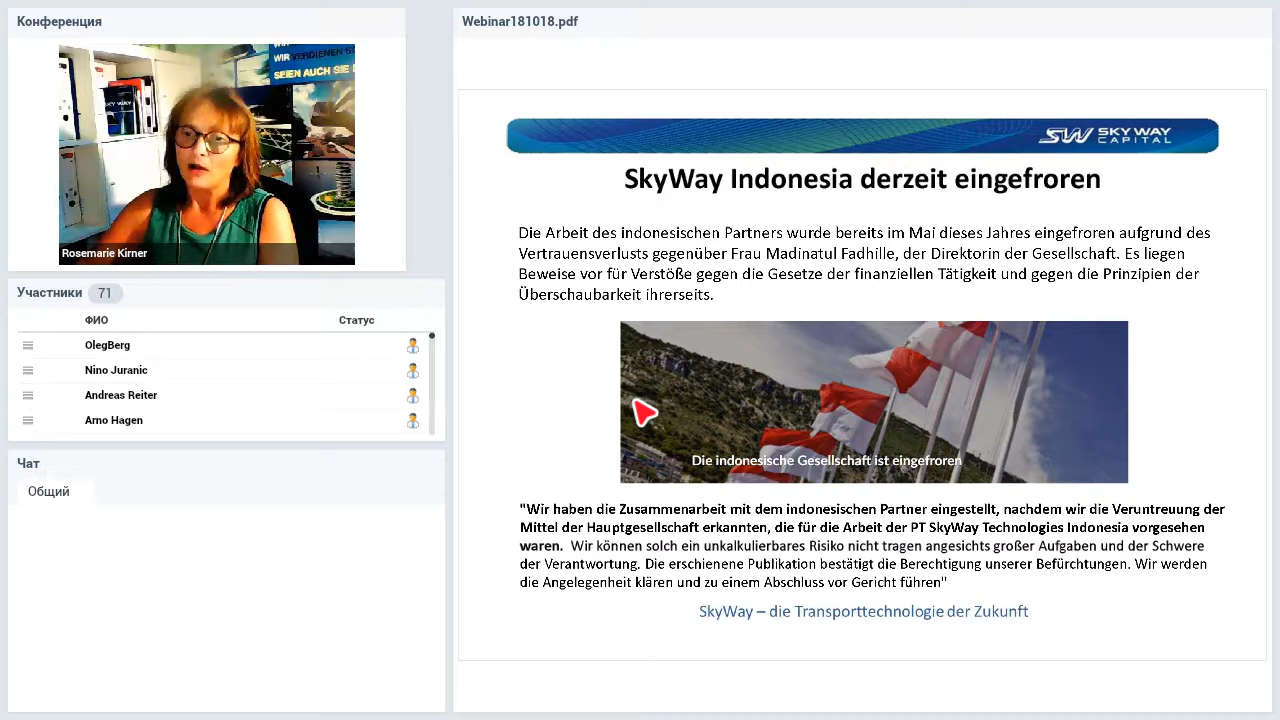 Конференция
WIR VERDIENEN
SEIEN AUCH SIE
SKY WAY
Rosemarie Kirner
Участники 71
ФИО Статус
OlegBerg
Nino Juranic
Andreas Reiter
Arno Hagen
Чат
Общий
Webinar181018.pdf
SW SKY WAY
CAPITAL
SkyWay Indonesia derzeit eingefroren
Die Arbeit des indonesischen Partners wurde bereits im Mai dieses Jahres eingefroren aufgrund des
Vertrauensverlusts gegenüber Frau Madinatul Fadhille, der Direktorin der Gesellschaft. Es liegen
Beweise vor für Verstöße gegen die Gesetze der finanziellen Tätigkeit und gegen die Prinzipien der
Überschaubarkeit ihrerseits.
Die indonesische Gesellschaft ist eingefroren
"Wir haben die Zusammenarbeit mit dem indonesischen Partner eingestellt, nachdem wir die Veruntreuung der
Mittel der Hauptgesellschaft erkannten, die für die Arbeit der PT SkyWay Technologies Indonesia vorgesehen
waren. Wir können solch ein unkalkulierbares Risiko nicht tragen angesichts großer Aufgaben und der Schwere
der Verantwortung. Die erschienene Publikation bestätigt die Berechtigung unserer Befürchtungen. Wir werden
die Angelegenheit klären und zu einem Abschluss vor Gericht führen"
SkyWay – die Transporttechnologie der Zukunft